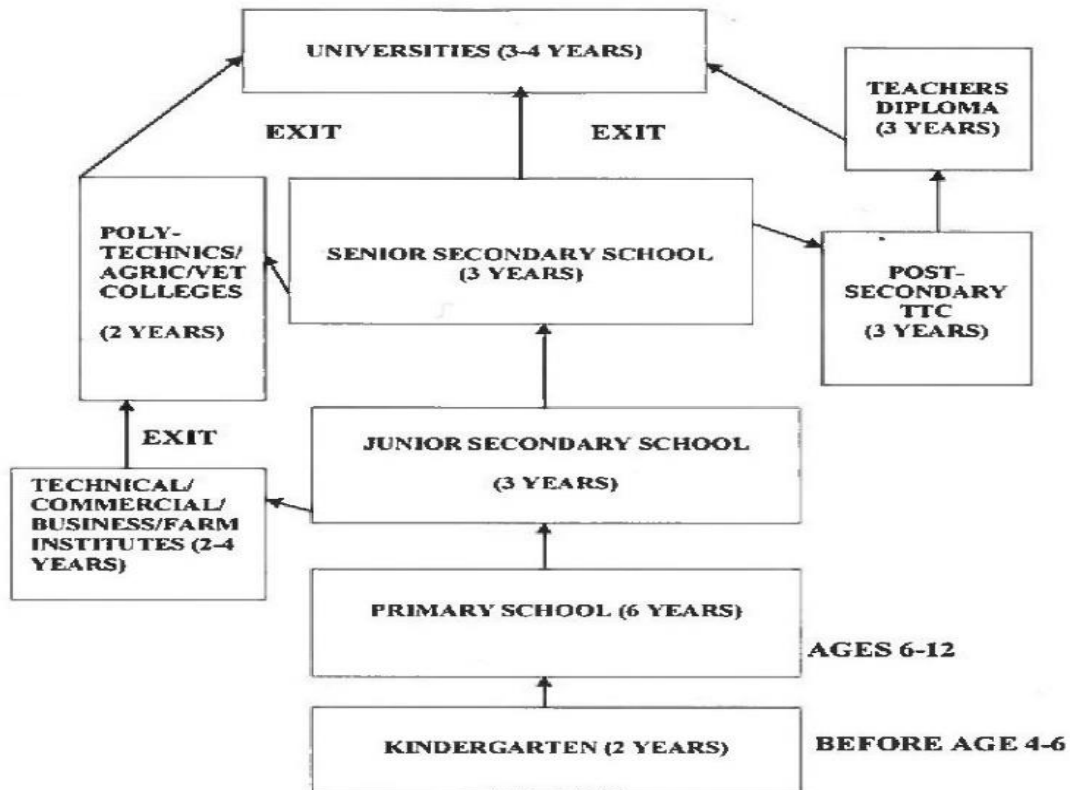 UNIVERSITIES (3-4 YEARS)
TEACHERS
DIPLOMA
(3 YEARS)
EXIT
EXIT
POLY-
TECHNICS/
AGRIC/VET
COLLEGES
(2 YEARS)
SENIOR SECONDARY SCHOOL
(3 YEARS)
POST-
SECONDARY
TTC
(3 YEARS)
EXIT
JUNIOR SECONDARY SCHOOL
(3 YEARS)
TECHNICAL/
COMMERCIAL/
BUSINESS/FARM
INSTITUTES (2-4
YEARS)
PRIMARY SCHOOL (6 YEARS)
AGES 6-12
KINDERGARTEN (2 YEARS)
BEFORE AGE 4-6